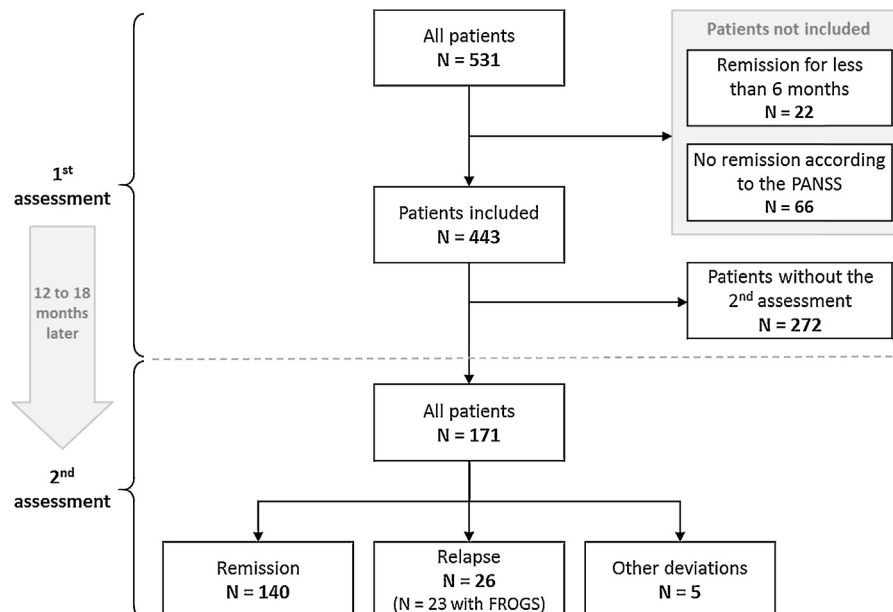 All patients
N = 531
Patients not included
Remission for less
than 6 months
N = 22
No remission according
to the PANSS
N = 66
1st
assessment
Patients included
N = 443
12 to 18
months
later
Patients without the
2nd assessment
N = 272
All patients
N = 171
2nd
assessment
Remission
N = 140
Relapse
N = 26
(N = 23 with FROGS)
Other deviations
N = 5